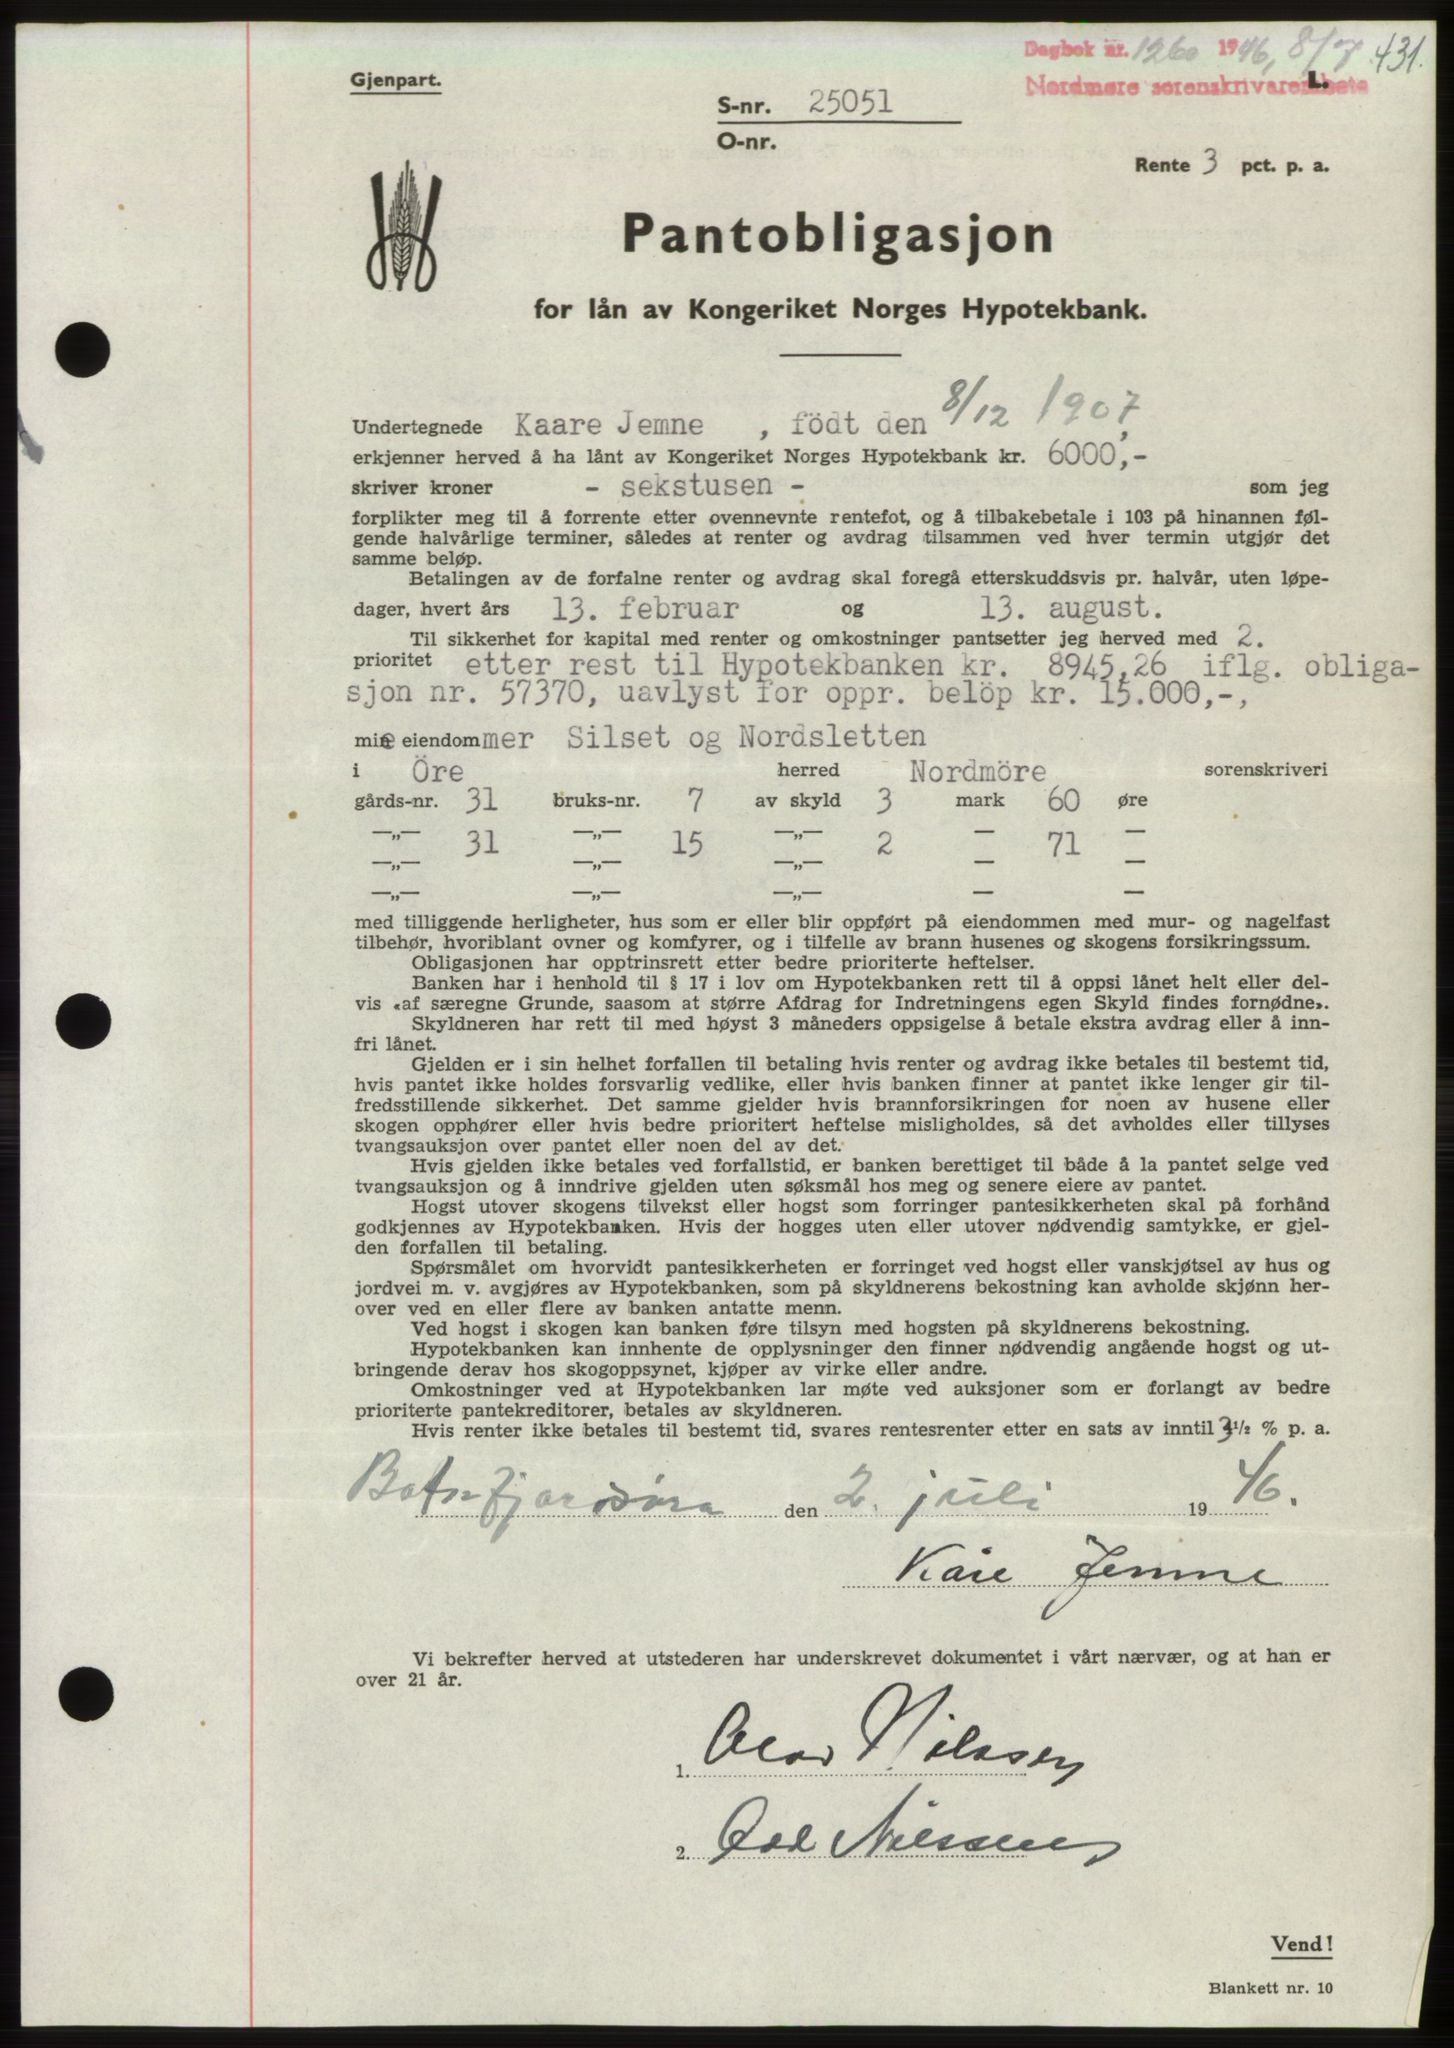 Dagbok nr. 1260 1946, 8/7 431.
Gjenpart.
Nordmøre sorenskrivarembete
L.
S-nr. 25051
O-nr.
Rente 3 pct. p. a.
Pantobligasjon
for lån av Kongeriket Norges Hypotekbank.
Undertegnede Kaare Jemne , födt den 8/12 1907,
erkjenner herved å ha lånt av Kongeriket Norges Hypotekbank kr. 6000,-
skriver kroner - sekstusen - som jeg
forplikter meg til å forrente etter ovennevnte rentefot, og å tilbakebetale i 103 på hinannen føl-
gende halvårlige terminer, således at renter og avdrag tilsammen ved hver termin utgjør det
samme beløp.
Betalingen av de forfalne renter og avdrag skal foregå etterskuddsvis pr. halvår, uten løpe-
dager, hvert års 13. februar og 13. august.
Til sikkerhet for kapital med renter og omkostninger pantsetter jeg herved med 2.
prioritet etter rest til Hypotekbanken kr. 8945,26 iflg. obliga-
sjon nr. 57370, uavlyst for oppr. belöp kr. 15.000,-,
mine eiendommer Silset og Nordsletten
i Öre herred Nordmöre sorenskriveri
gårds-nr. 31 bruks-nr. 7 av skyld 3 mark 60 øre
—„— 31 —„— 15 —„— 2 — 71 —
—„— —„— —„— — —
—„— —„— —„— — —
med tilliggende herligheter, hus som er eller blir oppført på eiendommen med mur- og nagelfast
tilbehør, hvoriblant ovner og komfyrer, og i tilfelle av brann husenes og skogens forsikringssum.
Obligasjonen har opptrinsrett etter bedre prioriterte heftelser.
Banken har i henhold til § 17 i lov om Hypotekbanken rett til å oppsi lånet helt eller del-
vis «af særegne Grunde, saasom at større Afdrag for Indretningens egen Skyld findes fornødne».
Skyldneren har rett til med høyst 3 måneders oppsigelse å betale ekstra avdrag eller å inn-
fri lånet.
Gjelden er i sin helhet forfallen til betaling hvis renter og avdrag ikke betales til bestemt tid,
hvis pantet ikke holdes forsvarlig vedlike, eller hvis banken finner at pantet ikke lenger gir til-
fredsstillende sikkerhet. Det samme gjelder hvis brannforsikringen for noen av husene eller
skogen opphører eller hvis bedre prioritert heftelse misligholdes, så det avholdes eller tillyses
tvangsauksjon over pantet eller noen del av det.
Hvis gjelden ikke betales ved forfallstid, er banken berettiget til både å la pantet selge ved
tvangsauksjon og å inndrive gjelden uten søksmål hos meg og senere eiere av pantet.
Hogst utover skogens tilvekst eller hogst som forringer pantesikkerheten skal på forhånd
godkjennes av Hypotekbanken. Hvis der hogges uten eller utover nødvendig samtykke, er gjel-
den forfallen til betaling.
Spørsmålet om hvorvidt pantesikkerheten er forringet ved hogst eller vanskjøtsel av hus og
jordvei m. v. avgjøres av Hypotekbanken, som på skyldnerens bekostning kan avholde skjønn her-
over ved en eller flere av banken antatte menn.
Ved hogst i skogen kan banken føre tilsyn med hogsten på skyldnerens bekostning.
Hypotekbanken kan innhente de opplysninger den finner nødvendig angående hogst og ut-
bringende derav hos skogoppsynet, kjøper av virke eller andre.
Omkostninger ved at Hypotekbanken lar møte ved auksjoner som er forlangt av bedre
prioriterte pantekreditorer, betales av skyldneren.
Hvis renter ikke betales til bestemt tid, svares rentesrenter etter en sats av inntil 3½ % p. a.
Batnfjordsøra den 2. juli 1946.
Kåre Jemne
Vi bekrefter herved at utstederen har underskrevet dokumentet i vårt nærvær, og at han er
over 21 år.
1. Olav Nilssen
2. Nilssen
Vend!
Blankett nr. 10